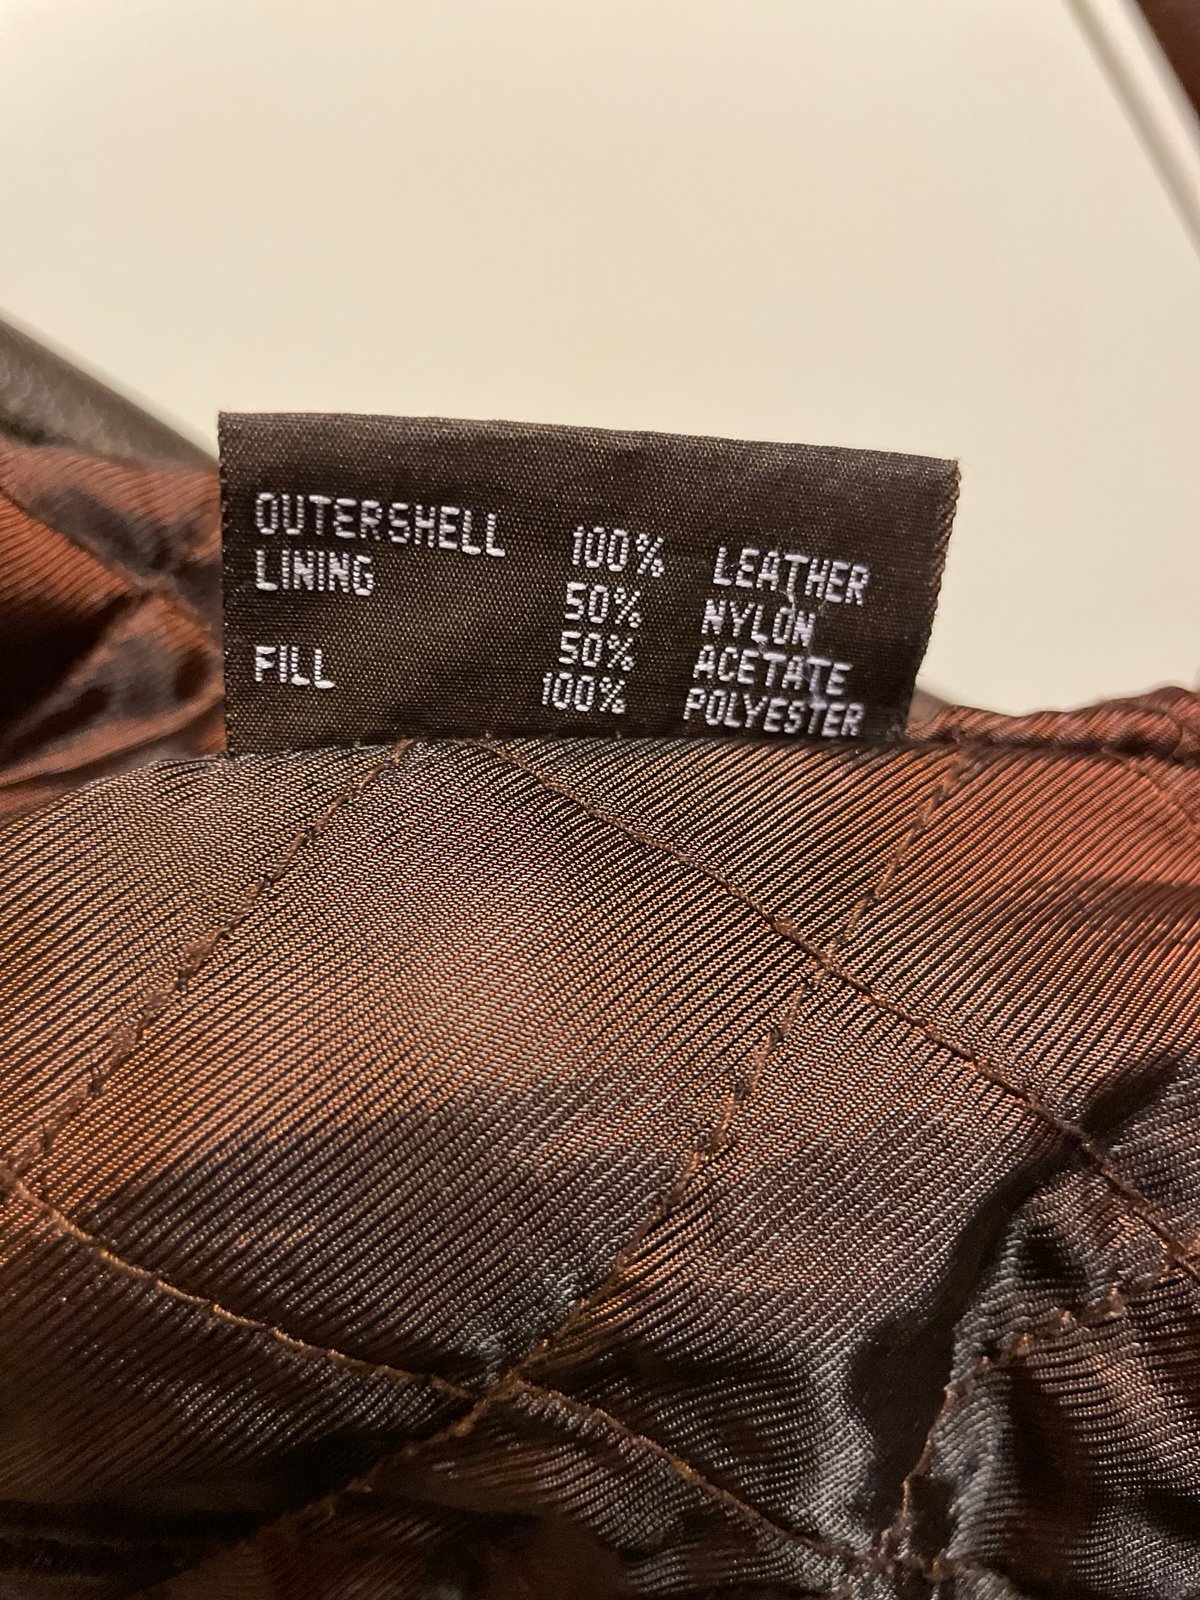 OUTERSHELL 100% LEATHER
LINING 50% NYLON
50% ACETATE
FILL 100% POLYESTER